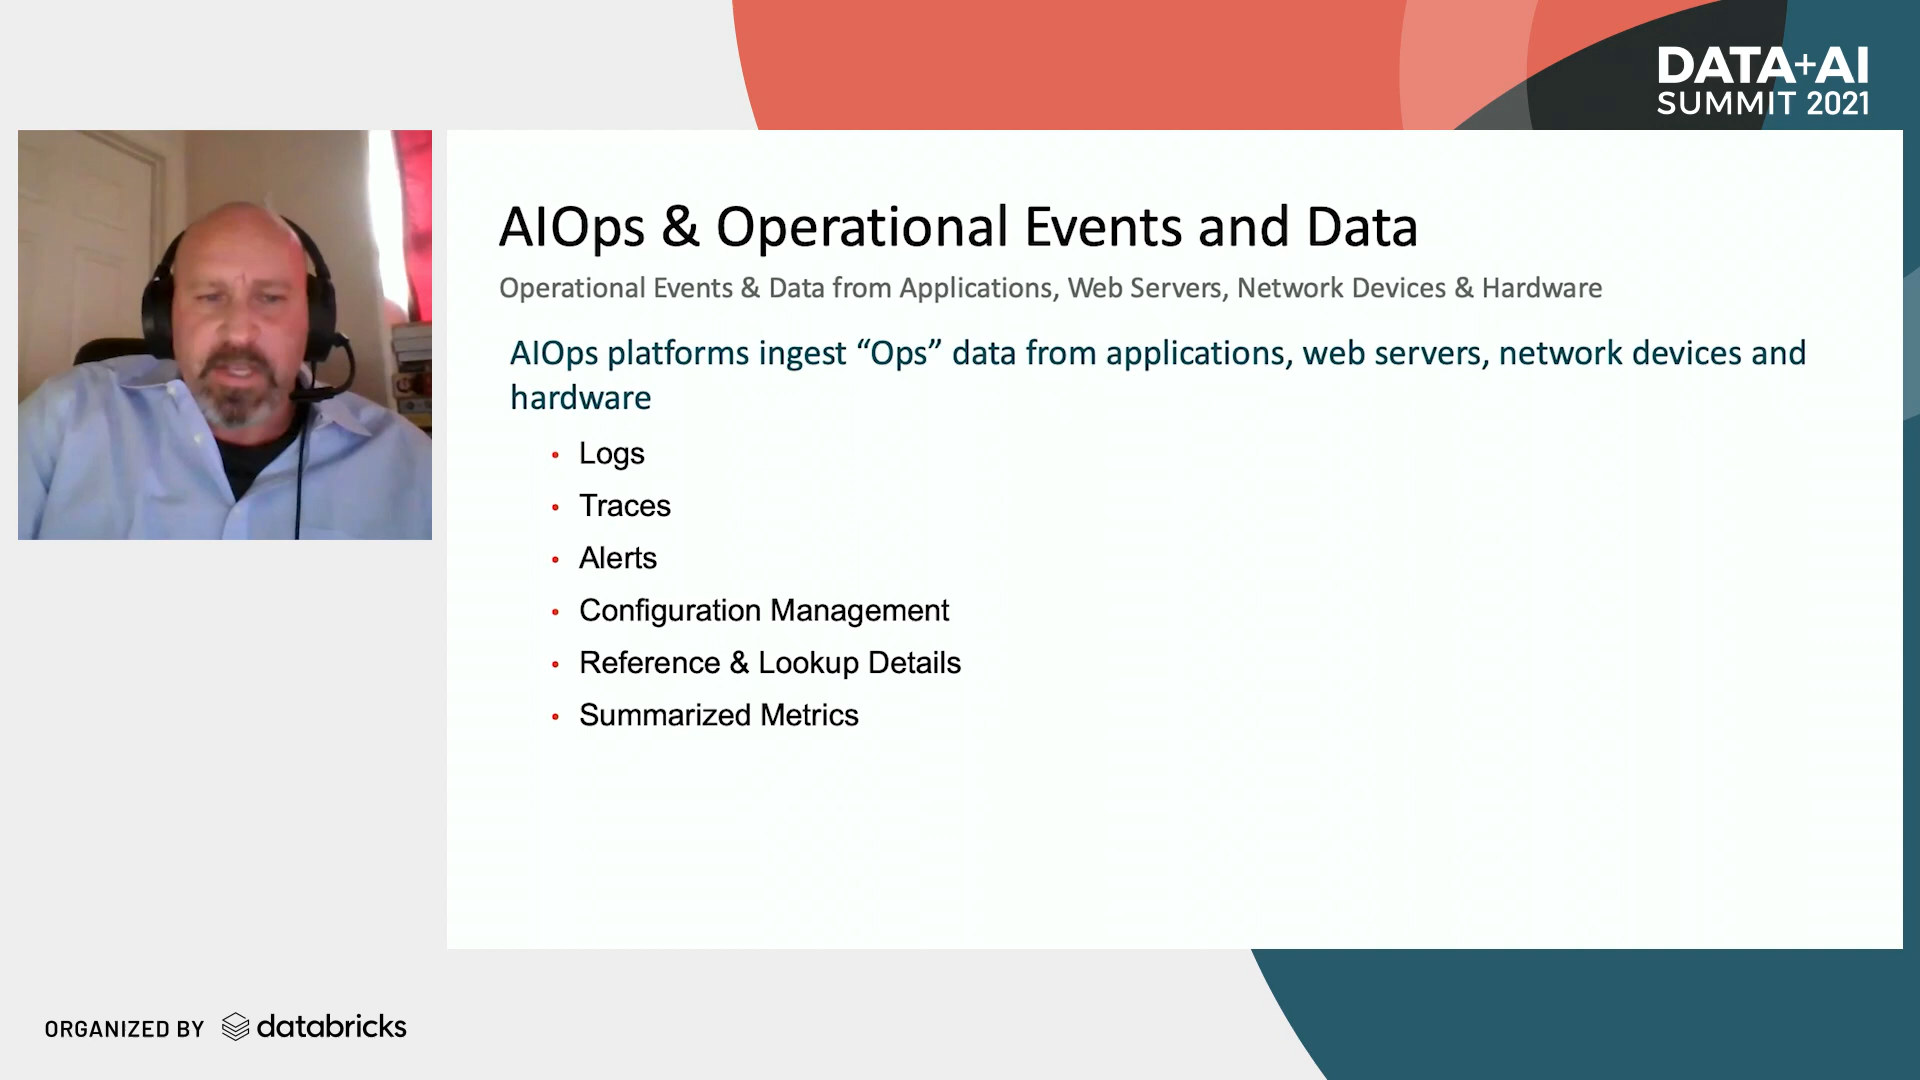 DATA+AI
SUMMIT 2021
AIOps & Operational Events and Data
Operational Events & Data from Applications, Web Servers, Network Devices & Hardware
AIOps platforms ingest “Ops” data from applications, web servers, network devices and
hardware
• Logs
• Traces
• Alerts
• Configuration Management
• Reference & Lookup Details
• Summarized Metrics
ORGANIZED BY databricks